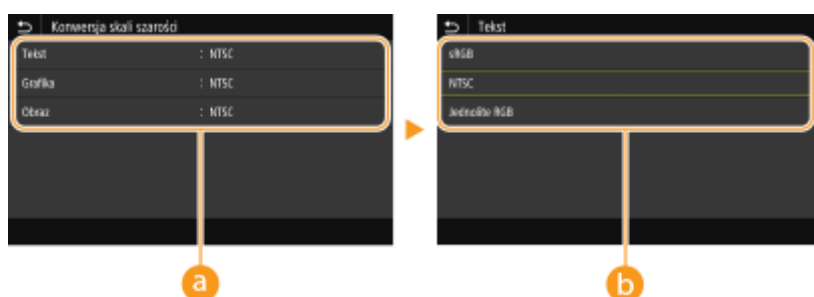 Konwersja skali szarości
Tekst : NTSC
Grafika : NTSC
Obraz : NTSC
a
Tekst
sRGB
NTSC
Jednolite RGB
b